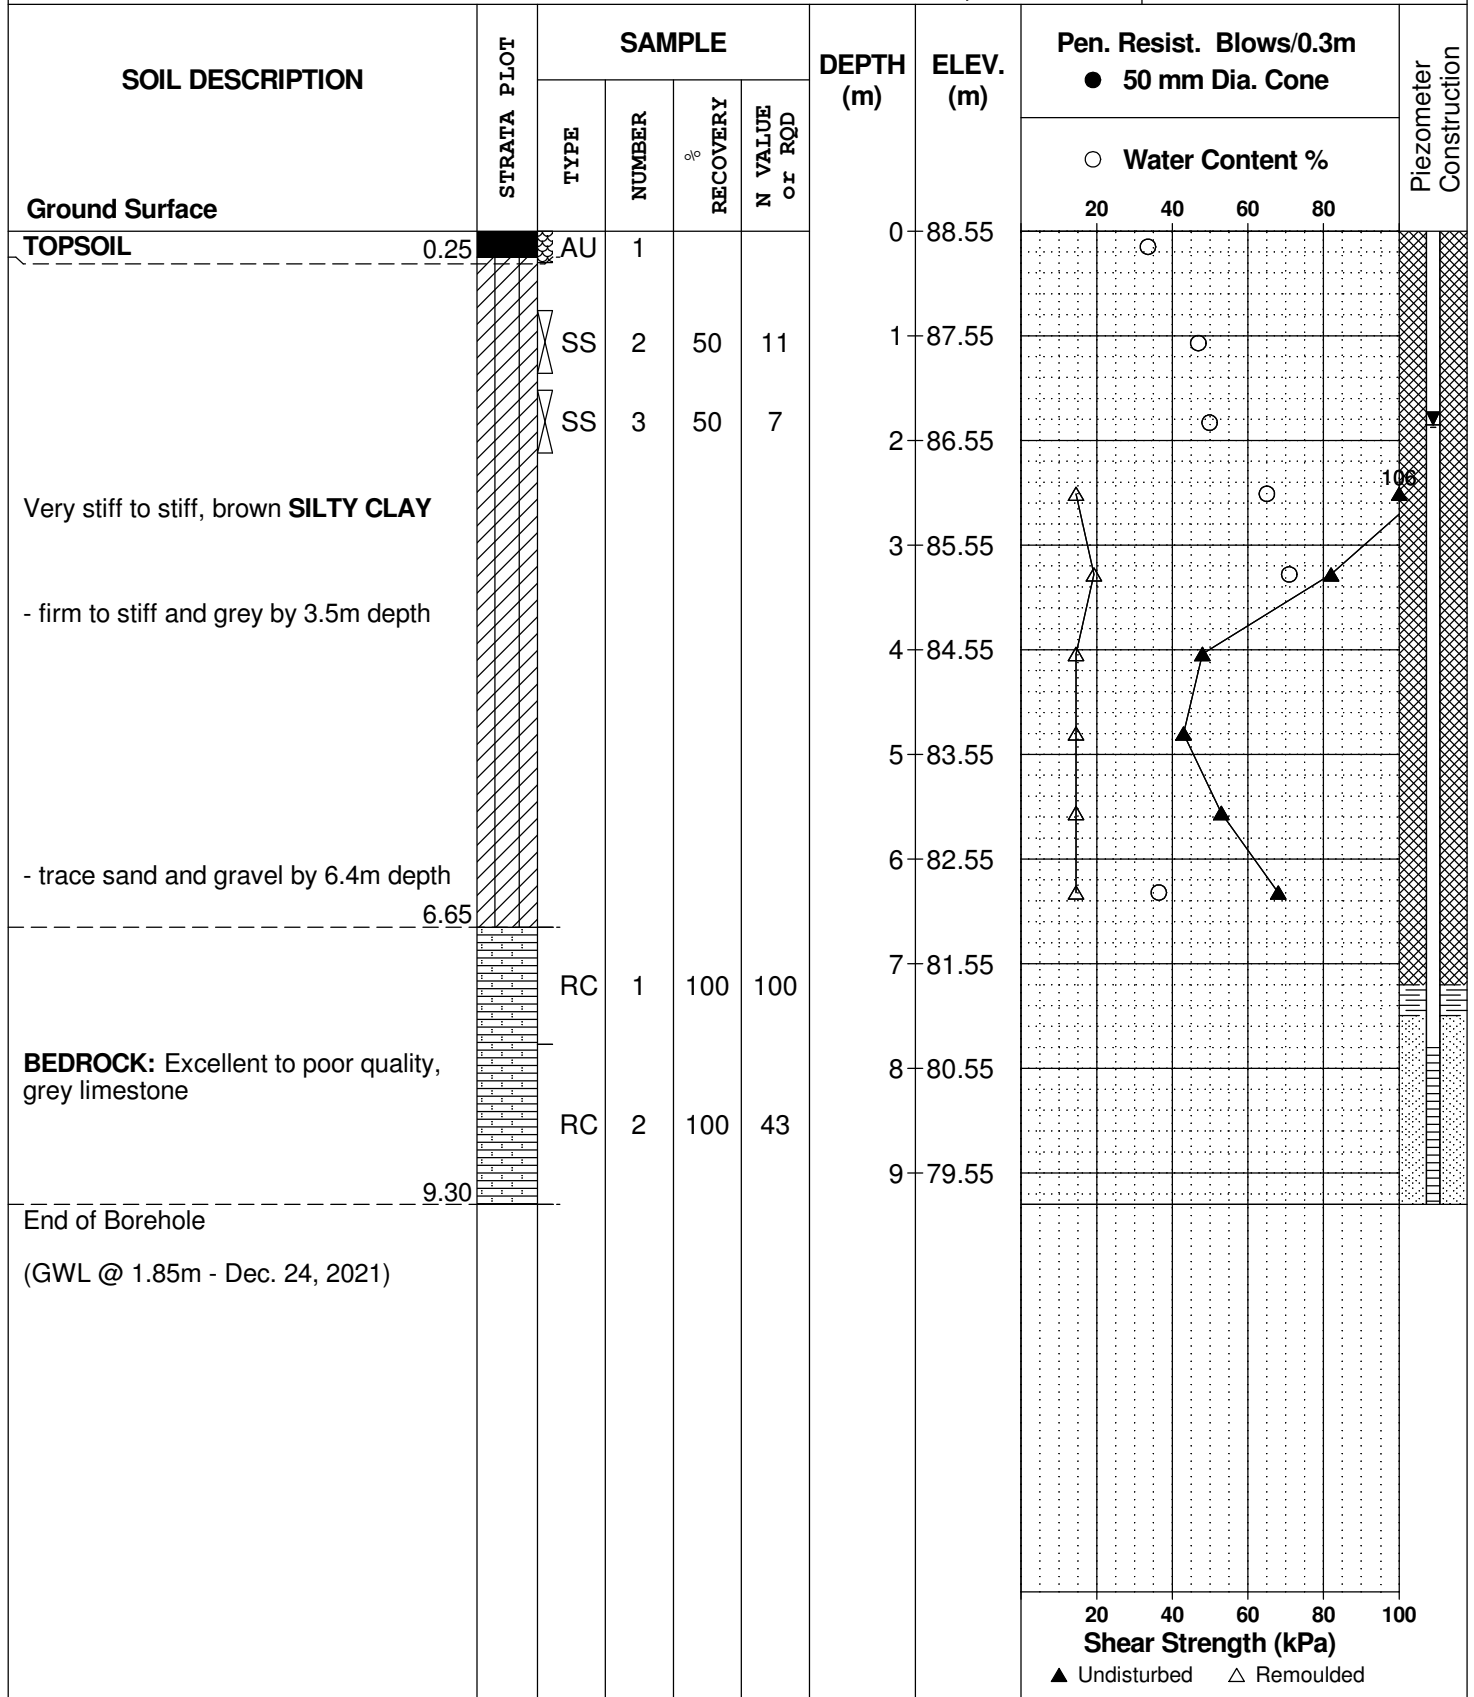 SOIL DESCRIPTION
Ground Surface
STRATA PLOT
SAMPLE
TYPE
NUMBER
% RECOVERY
N VALUE or RQD
DEPTH (m)
ELEV. (m)
Pen. Resist. Blows/0.3m
● 50 mm Dia. Cone
○ Water Content %
20 40 60 80
Piezometer Construction
TOPSOIL 0.25
AU 1
0 88.55
SS 2 50 11
1 87.55
SS 3 50 7
2 86.55
106
Very stiff to stiff, brown SILTY CLAY
3 85.55
- firm to stiff and grey by 3.5m depth
4 84.55
5 83.55
6 82.55
- trace sand and gravel by 6.4m depth
6.65
7 81.55
RC 1 100 100
BEDROCK: Excellent to poor quality,
grey limestone
8 80.55
RC 2 100 43
9 79.55
9.30
End of Borehole
(GWL @ 1.85m - Dec. 24, 2021)
20 40 60 80 100
Shear Strength (kPa)
▲ Undisturbed △ Remoulded